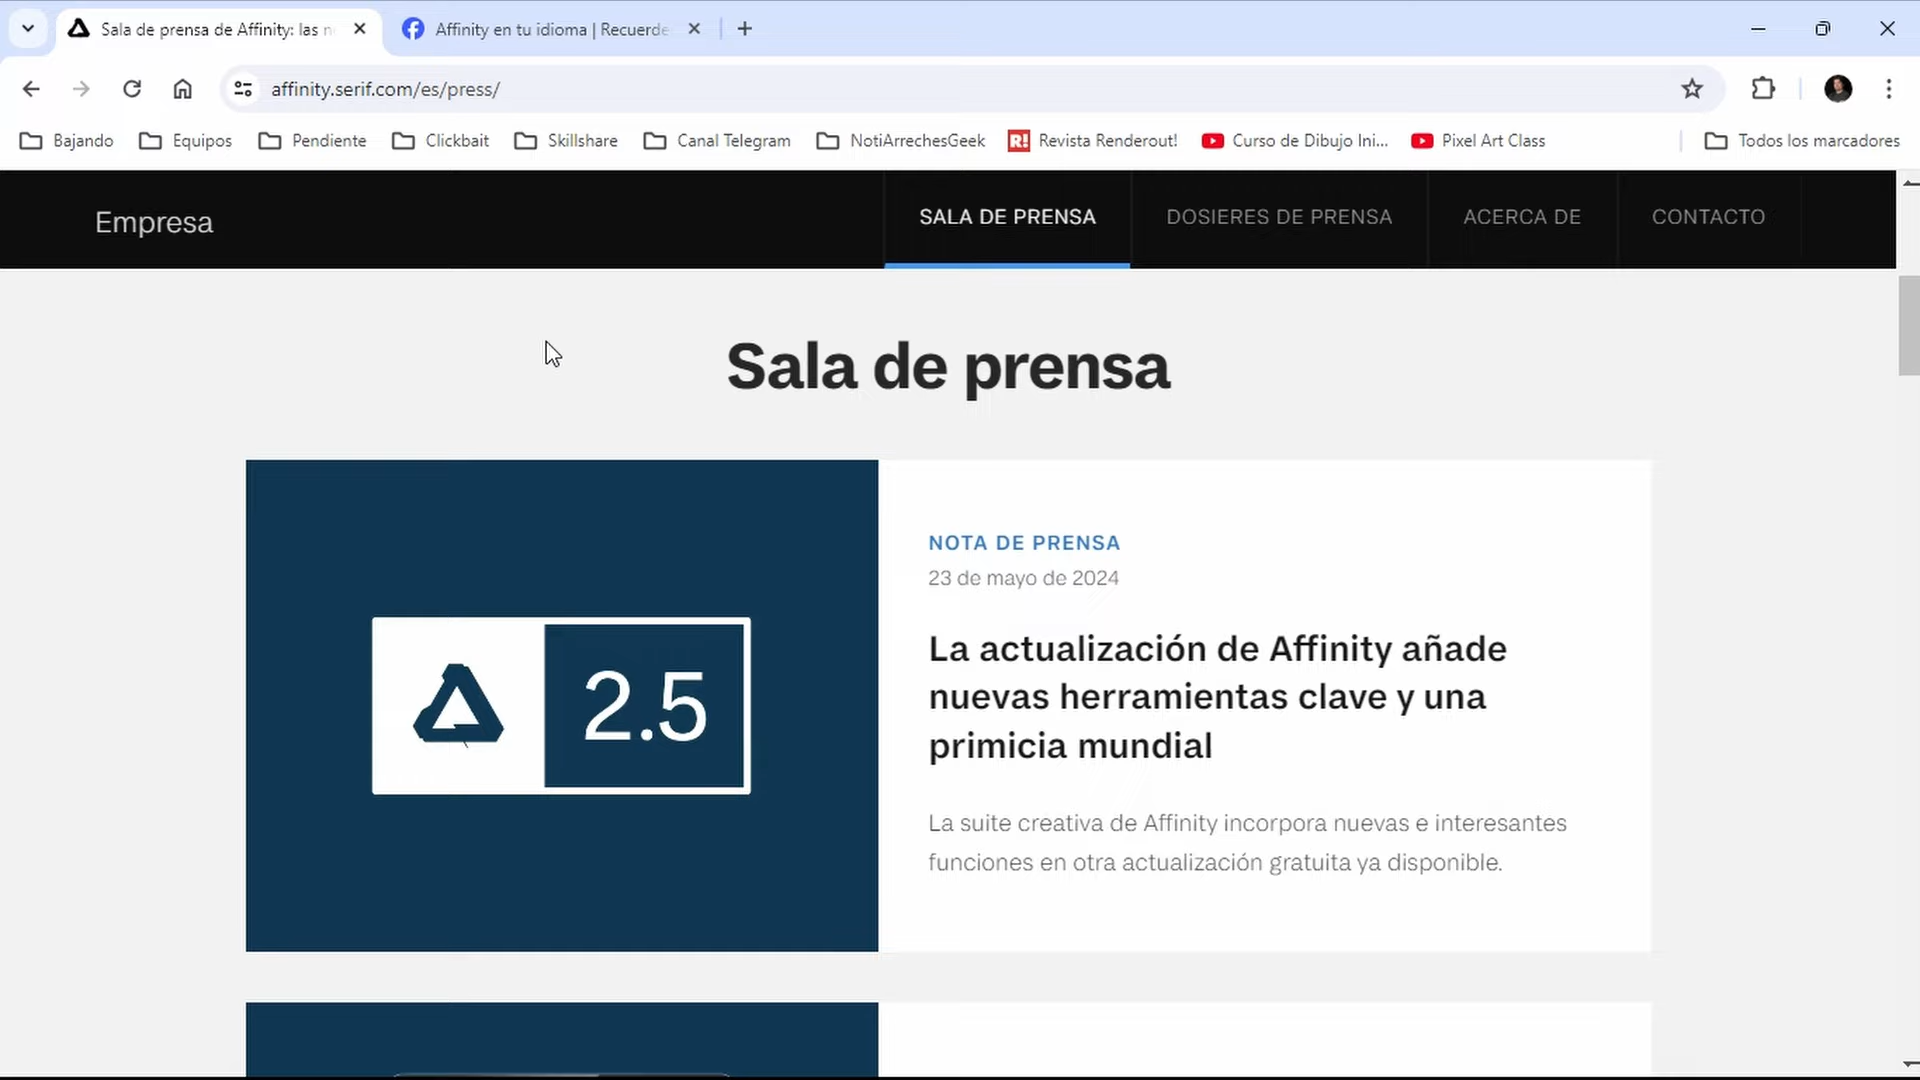 Sala de prensa de Affinity: las n
Affinity en tu idioma | Recuerde
affinity.serif.com/es/press/
Bajando
Equipos
Pendiente
Clickbait
Skillshare
Canal Telegram
NotiArrechesGeek
R!
Revista Renderout!
Curso de Dibujo Ini...
Pixel Art Class
Todos los marcadores
Empresa
SALA DE PRENSA
DOSIERES DE PRENSA
ACERCA DE
CONTACTO
Sala de prensa
2.5
NOTA DE PRENSA
23 de mayo de 2024
La actualización de Affinity añade
nuevas herramientas clave y una
primicia mundial
La suite creativa de Affinity incorpora nuevas e interesantes
funciones en otra actualización gratuita ya disponible.